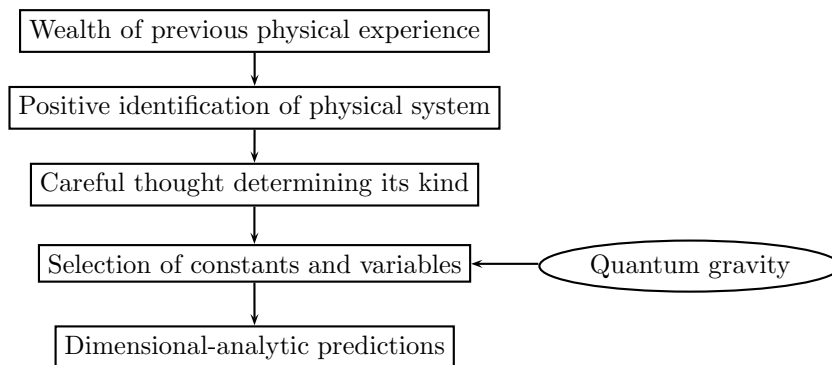 Wealth of previous physical experience
Positive identification of physical system
Careful thought determining its kind
Selection of constants and variables
Quantum gravity
Dimensional-analytic predictions